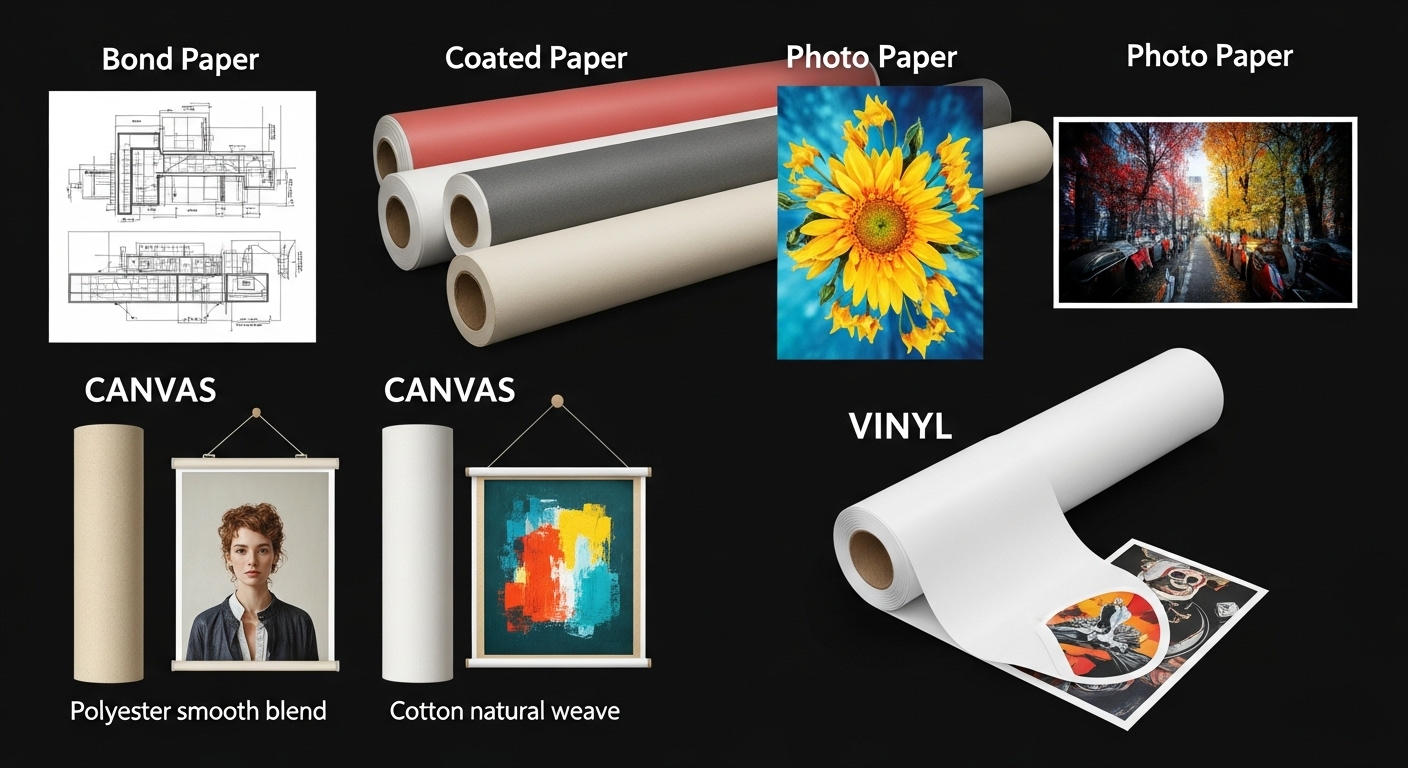 Bond Paper
Coated Paper
Photo Paper
Photo Paper
CANVAS
CANVAS
VINYL
Polyester smooth blend
Cotton natural weave